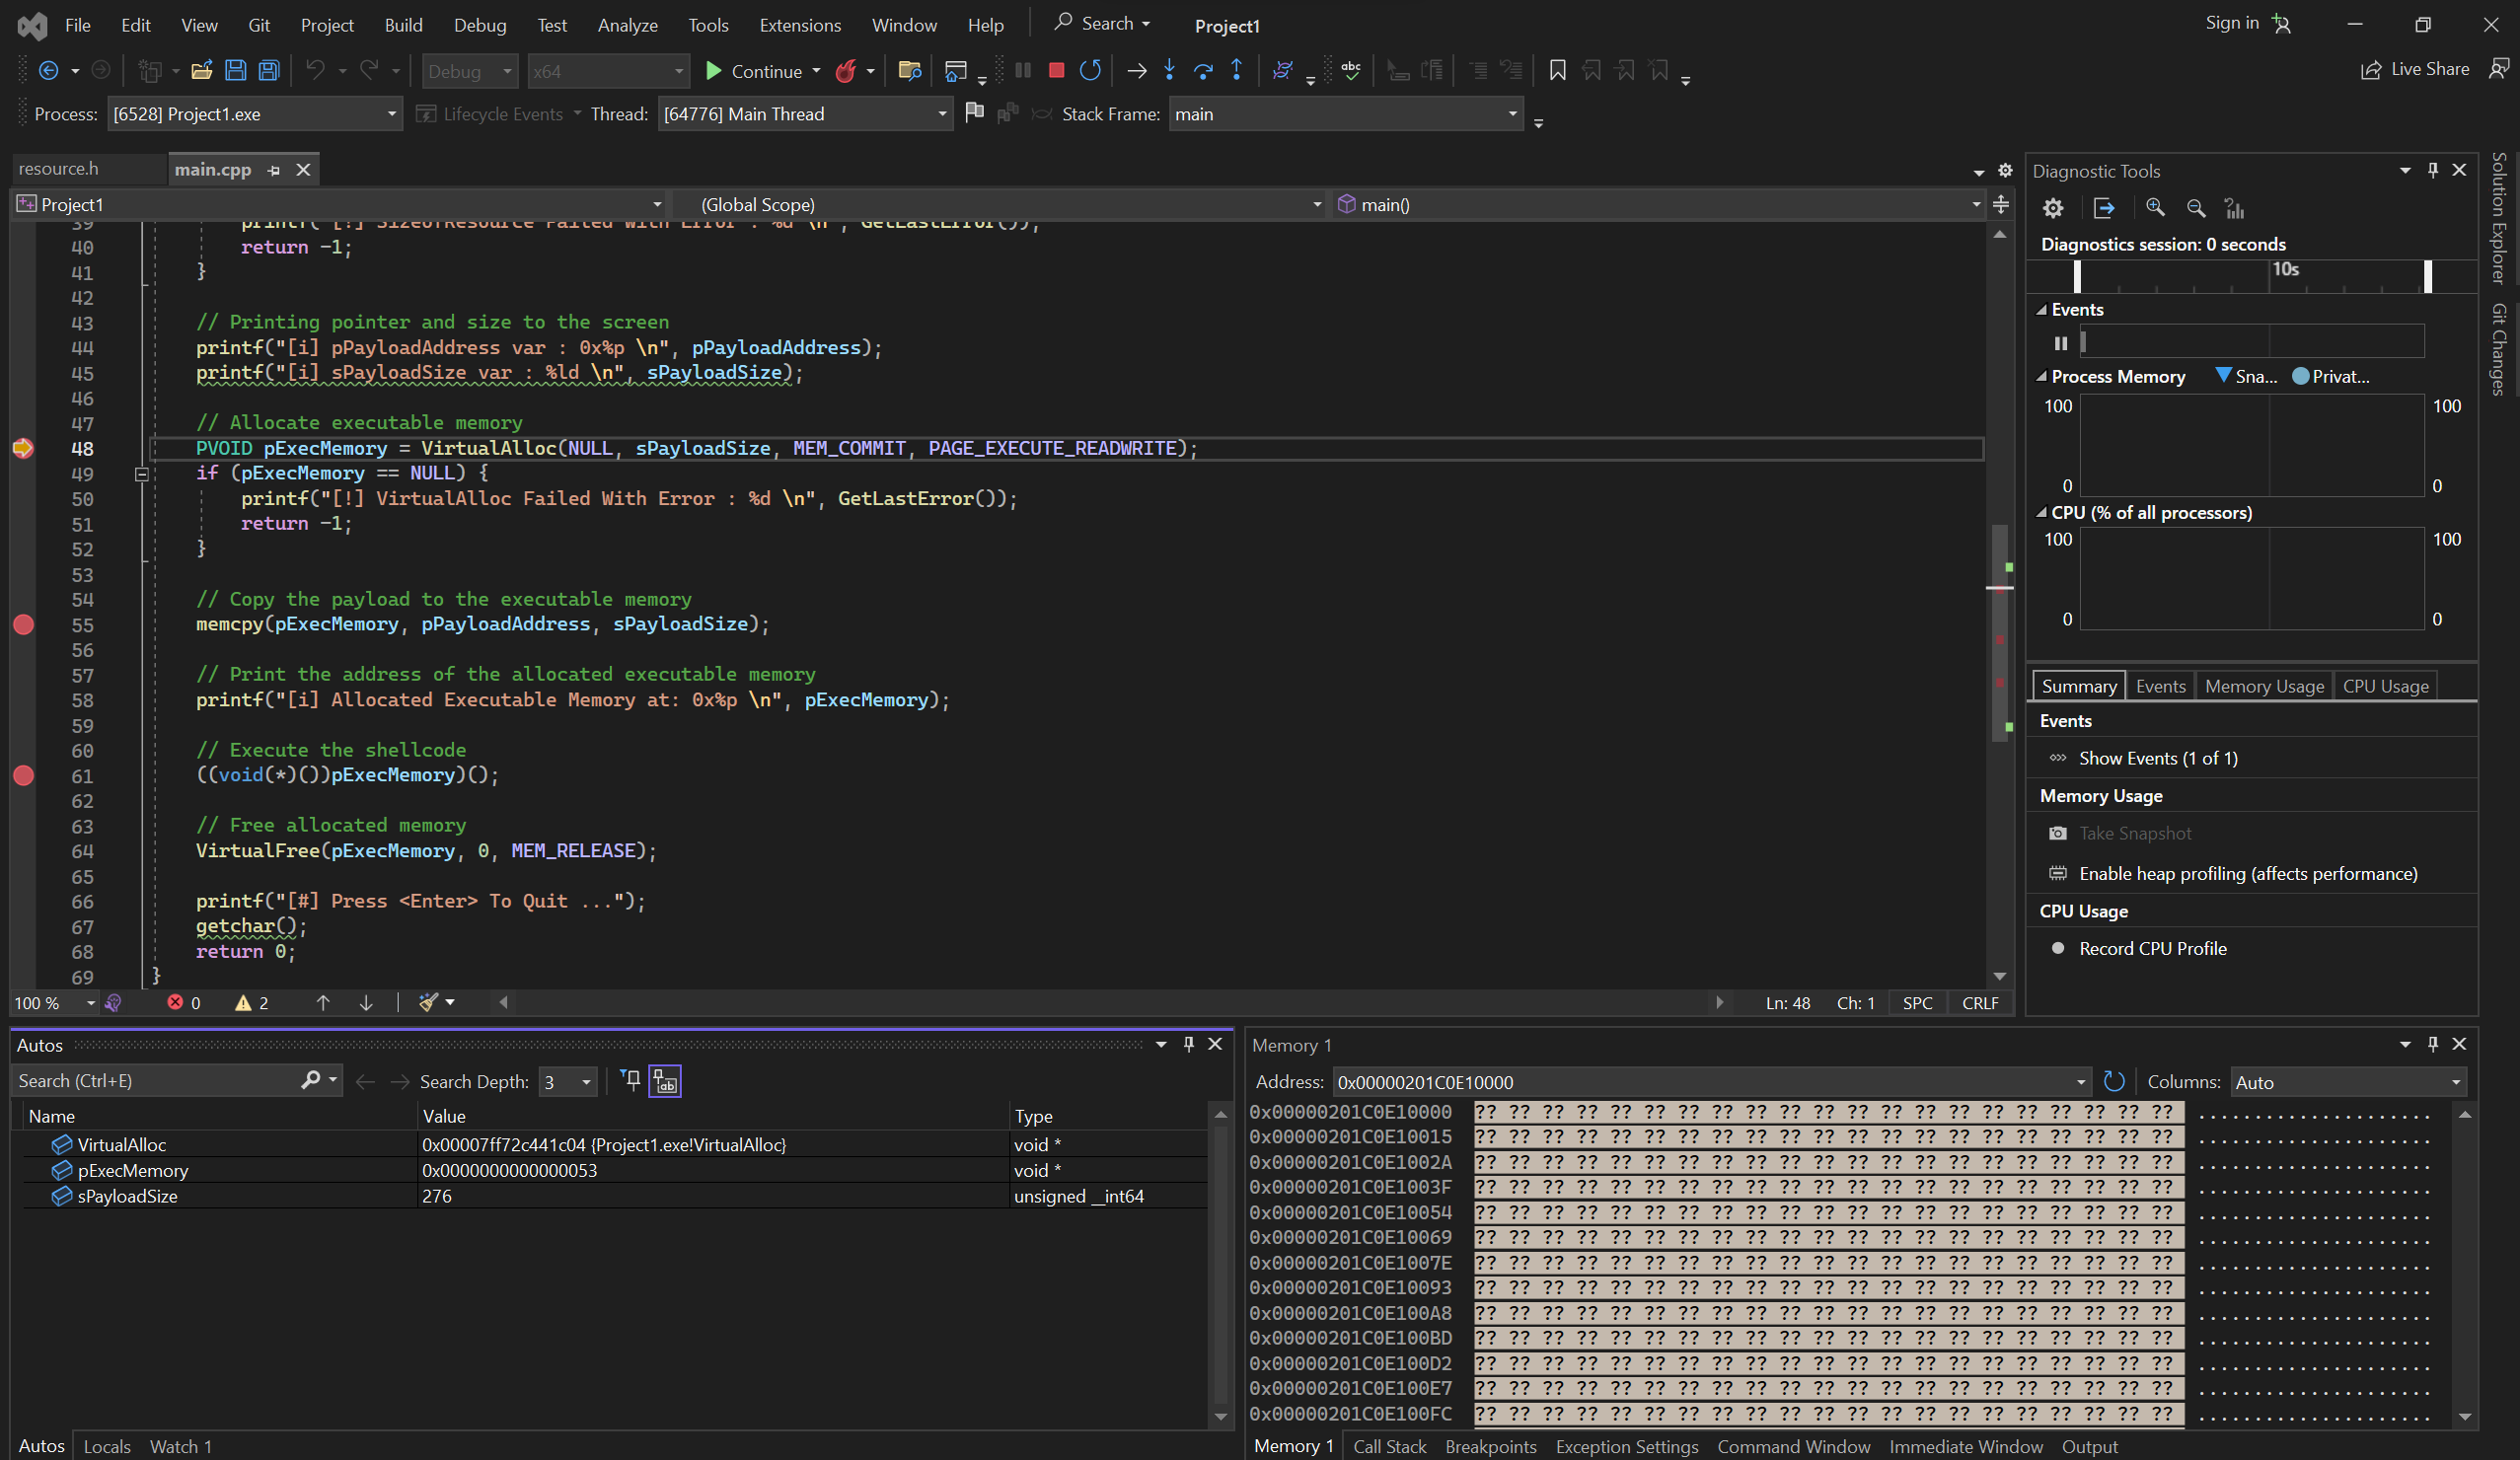 File Edit View Git Project Build Debug Test Analyze Tools Extensions Window Help Search Project1 Sign in
Debug x64 Continue Live Share
Process: [6528] Project1.exe Lifecycle Events Thread: [64776] Main Thread Stack Frame: main
resource.h main.cpp
Project1 (Global Scope) main()
39 printf("[!] SizeofResource Failed With Error : %d \n", GetLastError());
40 return -1;
41 }
42
43 // Printing pointer and size to the screen
44 printf("[i] pPayloadAddress var : 0x%p \n", pPayloadAddress);
45 printf("[i] sPayloadSize var : %ld \n", sPayloadSize);
46
47 // Allocate executable memory
48 PVOID pExecMemory = VirtualAlloc(NULL, sPayloadSize, MEM_COMMIT, PAGE_EXECUTE_READWRITE);
49 if (pExecMemory == NULL) {
50 printf("[!] VirtualAlloc Failed With Error : %d \n", GetLastError());
51 return -1;
52 }
53
54 // Copy the payload to the executable memory
55 memcpy(pExecMemory, pPayloadAddress, sPayloadSize);
56
57 // Print the address of the allocated executable memory
58 printf("[i] Allocated Executable Memory at: 0x%p \n", pExecMemory);
59
60 // Execute the shellcode
61 ((void(*)())pExecMemory)();
62
63 // Free allocated memory
64 VirtualFree(pExecMemory, 0, MEM_RELEASE);
65
66 printf("[#] Press <Enter> To Quit ...");
67 getchar();
68 return 0;
69 }
100 % 0 2 Ln: 48 Ch: 1 SPC CRLF
Diagnostic Tools
Diagnostics session: 0 seconds
10s
Events
Process Memory Sna... Privat...
100 100
0 0
CPU (% of all processors)
100 100
0 0
Summary Events Memory Usage CPU Usage
Events
Show Events (1 of 1)
Memory Usage
Take Snapshot
Enable heap profiling (affects performance)
CPU Usage
Record CPU Profile
Solution Explorer
Git Changes
Autos
Search (Ctrl+E) Search Depth: 3
Name Value Type
VirtualAlloc 0x00007ff72c441c04 {Project1.exe!VirtualAlloc} void *
pExecMemory 0x0000000000000053 void *
sPayloadSize 276 unsigned __int64
Autos Locals Watch 1
Memory 1
Address: 0x00000201C0E10000 Columns: Auto
0x00000201C0E10000 ?? ?? ?? ?? ?? ?? ?? ?? ?? ?? ?? ?? ?? ?? ?? ?? ?? ?? ?? ?? ?? .....................
0x00000201C0E10015 ?? ?? ?? ?? ?? ?? ?? ?? ?? ?? ?? ?? ?? ?? ?? ?? ?? ?? ?? ?? ?? .....................
0x00000201C0E1002A ?? ?? ?? ?? ?? ?? ?? ?? ?? ?? ?? ?? ?? ?? ?? ?? ?? ?? ?? ?? ?? .....................
0x00000201C0E1003F ?? ?? ?? ?? ?? ?? ?? ?? ?? ?? ?? ?? ?? ?? ?? ?? ?? ?? ?? ?? ?? .....................
0x00000201C0E10054 ?? ?? ?? ?? ?? ?? ?? ?? ?? ?? ?? ?? ?? ?? ?? ?? ?? ?? ?? ?? ?? .....................
0x00000201C0E10069 ?? ?? ?? ?? ?? ?? ?? ?? ?? ?? ?? ?? ?? ?? ?? ?? ?? ?? ?? ?? ?? .....................
0x00000201C0E1007E ?? ?? ?? ?? ?? ?? ?? ?? ?? ?? ?? ?? ?? ?? ?? ?? ?? ?? ?? ?? ?? .....................
0x00000201C0E10093 ?? ?? ?? ?? ?? ?? ?? ?? ?? ?? ?? ?? ?? ?? ?? ?? ?? ?? ?? ?? ?? .....................
0x00000201C0E100A8 ?? ?? ?? ?? ?? ?? ?? ?? ?? ?? ?? ?? ?? ?? ?? ?? ?? ?? ?? ?? ?? .....................
0x00000201C0E100BD ?? ?? ?? ?? ?? ?? ?? ?? ?? ?? ?? ?? ?? ?? ?? ?? ?? ?? ?? ?? ?? .....................
0x00000201C0E100D2 ?? ?? ?? ?? ?? ?? ?? ?? ?? ?? ?? ?? ?? ?? ?? ?? ?? ?? ?? ?? ?? .....................
0x00000201C0E100E7 ?? ?? ?? ?? ?? ?? ?? ?? ?? ?? ?? ?? ?? ?? ?? ?? ?? ?? ?? ?? ?? .....................
0x00000201C0E100FC ?? ?? ?? ?? ?? ?? ?? ?? ?? ?? ?? ?? ?? ?? ?? ?? ?? ?? ?? ?? ?? .....................
Memory 1 Call Stack Breakpoints Exception Settings Command Window Immediate Window Output